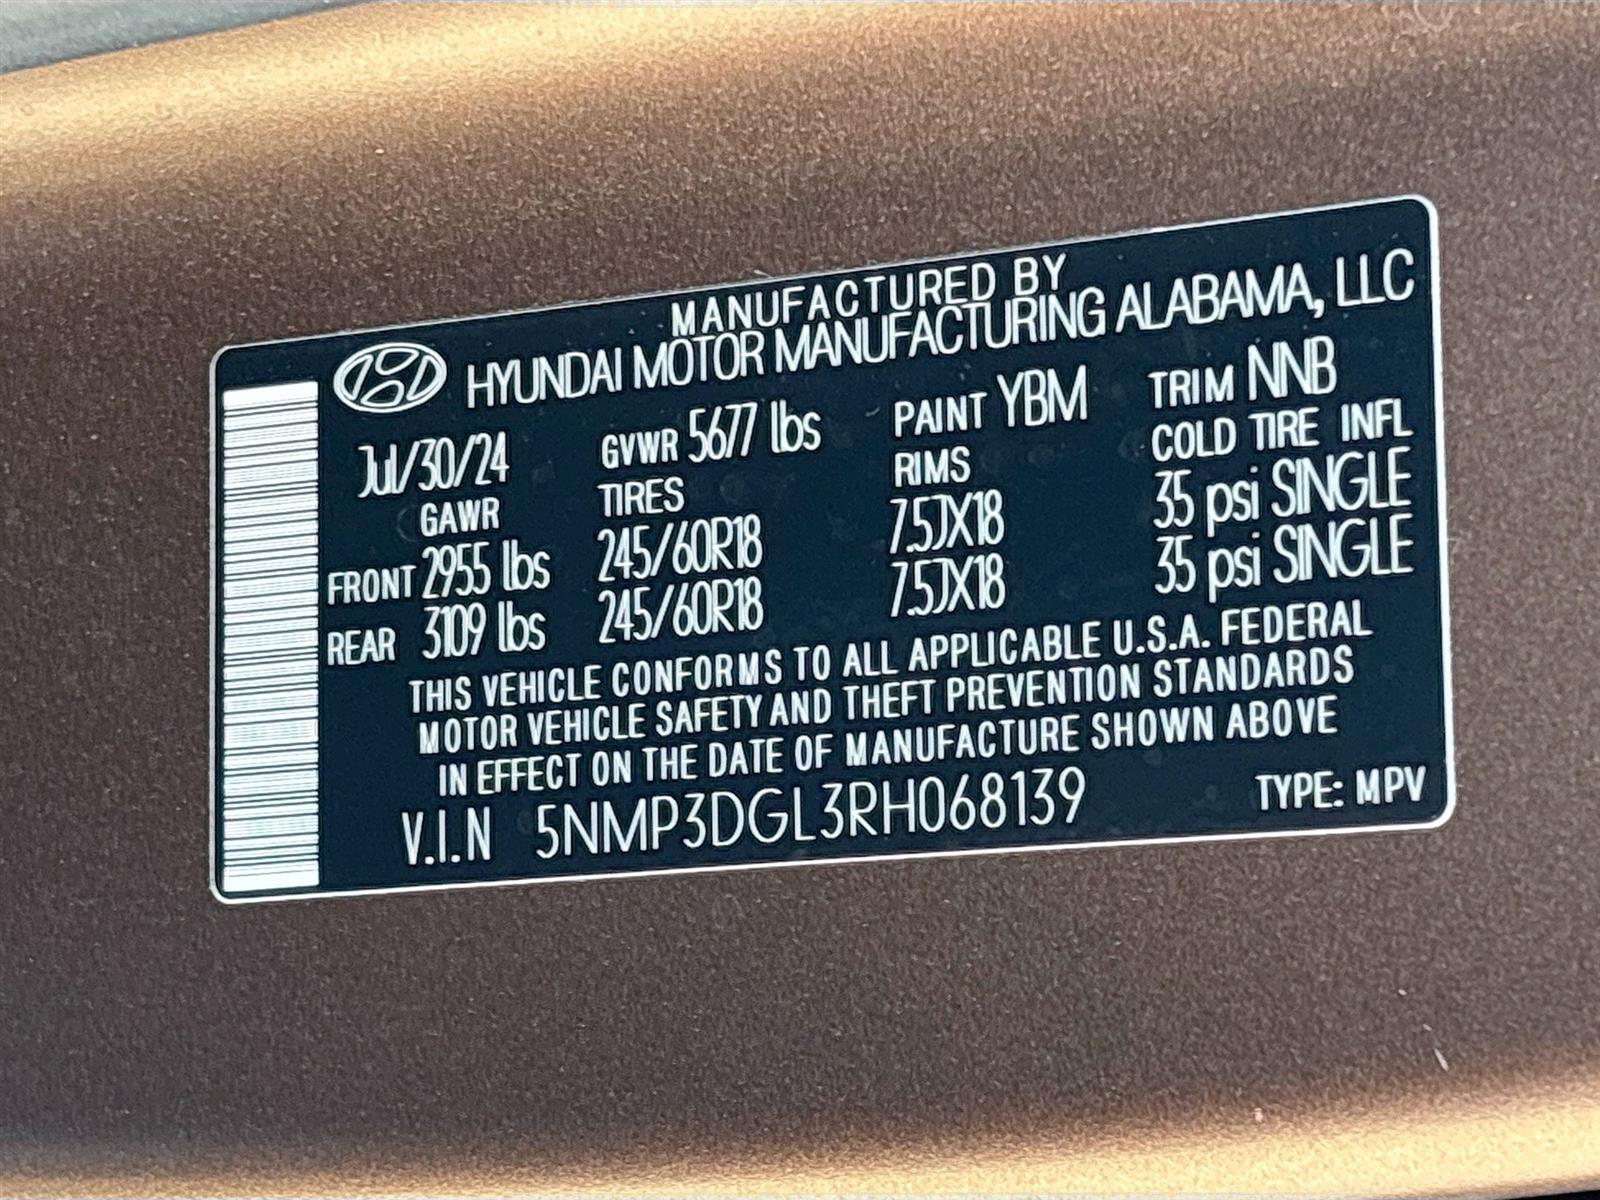 MANUFACTURED BY
HYUNDAI MOTOR MANUFACTURING ALABAMA, LLC
Jul/30/24 GVWR 5677 lbs PAINT YBM TRIM NNB
GAWR TIRES RIMS COLD TIRE INFL
FRONT 2955 lbs 245/60R18 7.5JX18 35 psi SINGLE
REAR 3109 lbs 245/60R18 7.5JX18 35 psi SINGLE
THIS VEHICLE CONFORMS TO ALL APPLICABLE U.S.A. FEDERAL
MOTOR VEHICLE SAFETY AND THEFT PREVENTION STANDARDS
IN EFFECT ON THE DATE OF MANUFACTURE SHOWN ABOVE
V.I.N 5NMP3DGL3RH068139 TYPE: MPV